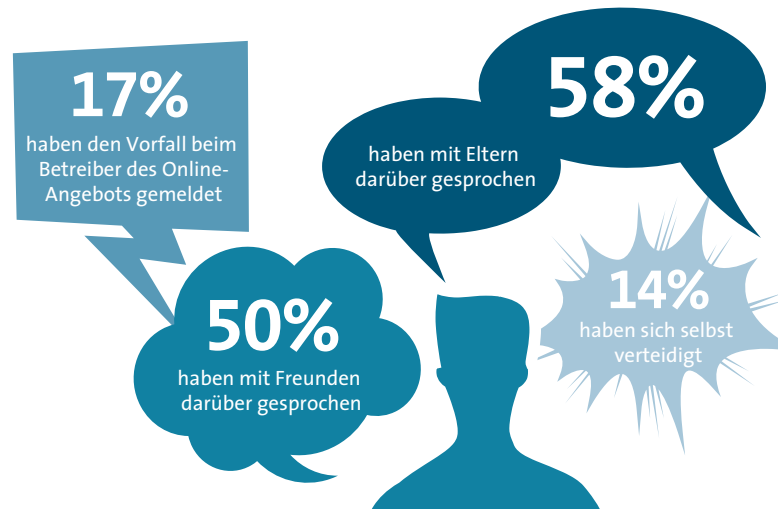 17%
haben den Vorfall beim
Betreiber des Online-
Angebots gemeldet
58%
haben mit Eltern
darüber gesprochen
50%
haben mit Freunden
darüber gesprochen
14%
haben sich selbst
verteidigt